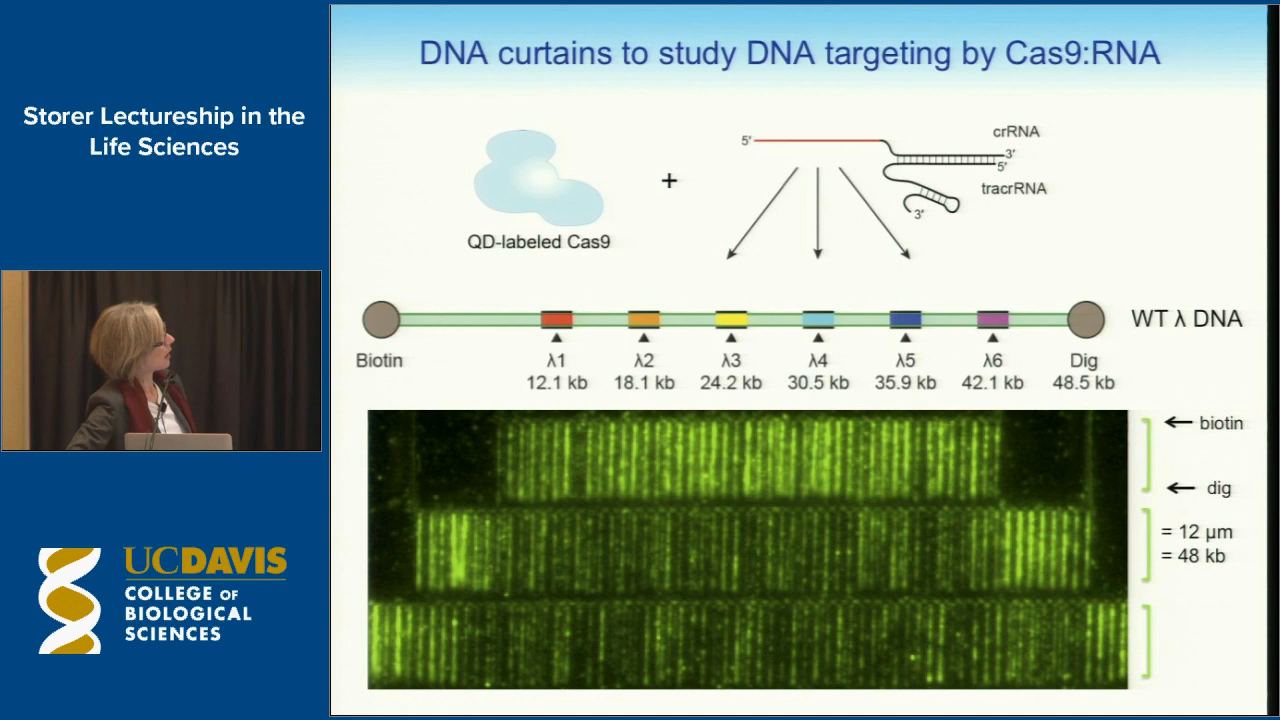 Storer Lectureship in the
Life Sciences
UCDAVIS
COLLEGE OF
BIOLOGICAL
SCIENCES
DNA curtains to study DNA targeting by Cas9:RNA
QD-labeled Cas9
+
5'
crRNA
3'
5'
tracrRNA
3'
WT λ DNA
Biotin λ1 λ2 λ3 λ4 λ5 λ6 Dig
12.1 kb 18.1 kb 24.2 kb 30.5 kb 35.9 kb 42.1 kb 48.5 kb
biotin
dig
= 12 µm
= 48 kb